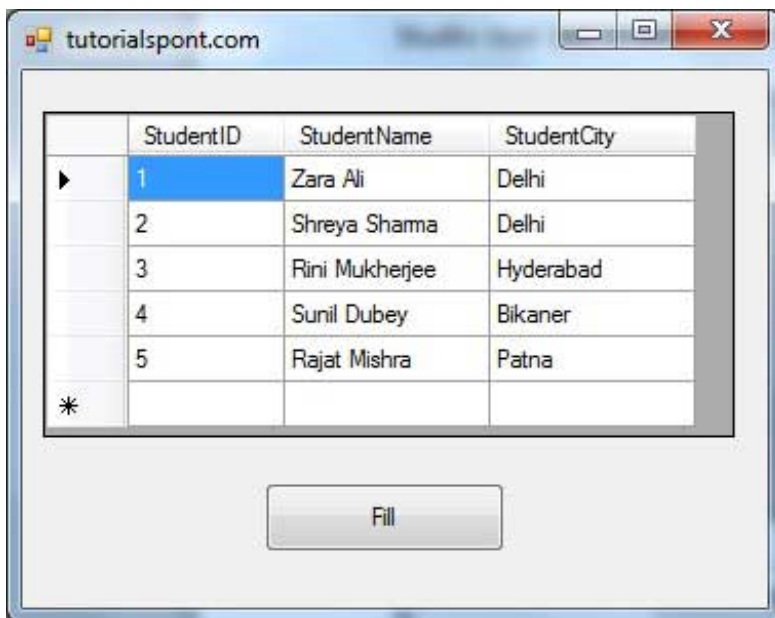 tutorialspont.com
StudentID StudentName StudentCity
1 Zara Ali Delhi
2 Shreya Sharma Delhi
3 Rini Mukherjee Hyderabad
4 Sunil Dubey Bikaner
5 Rajat Mishra Patna
Fill